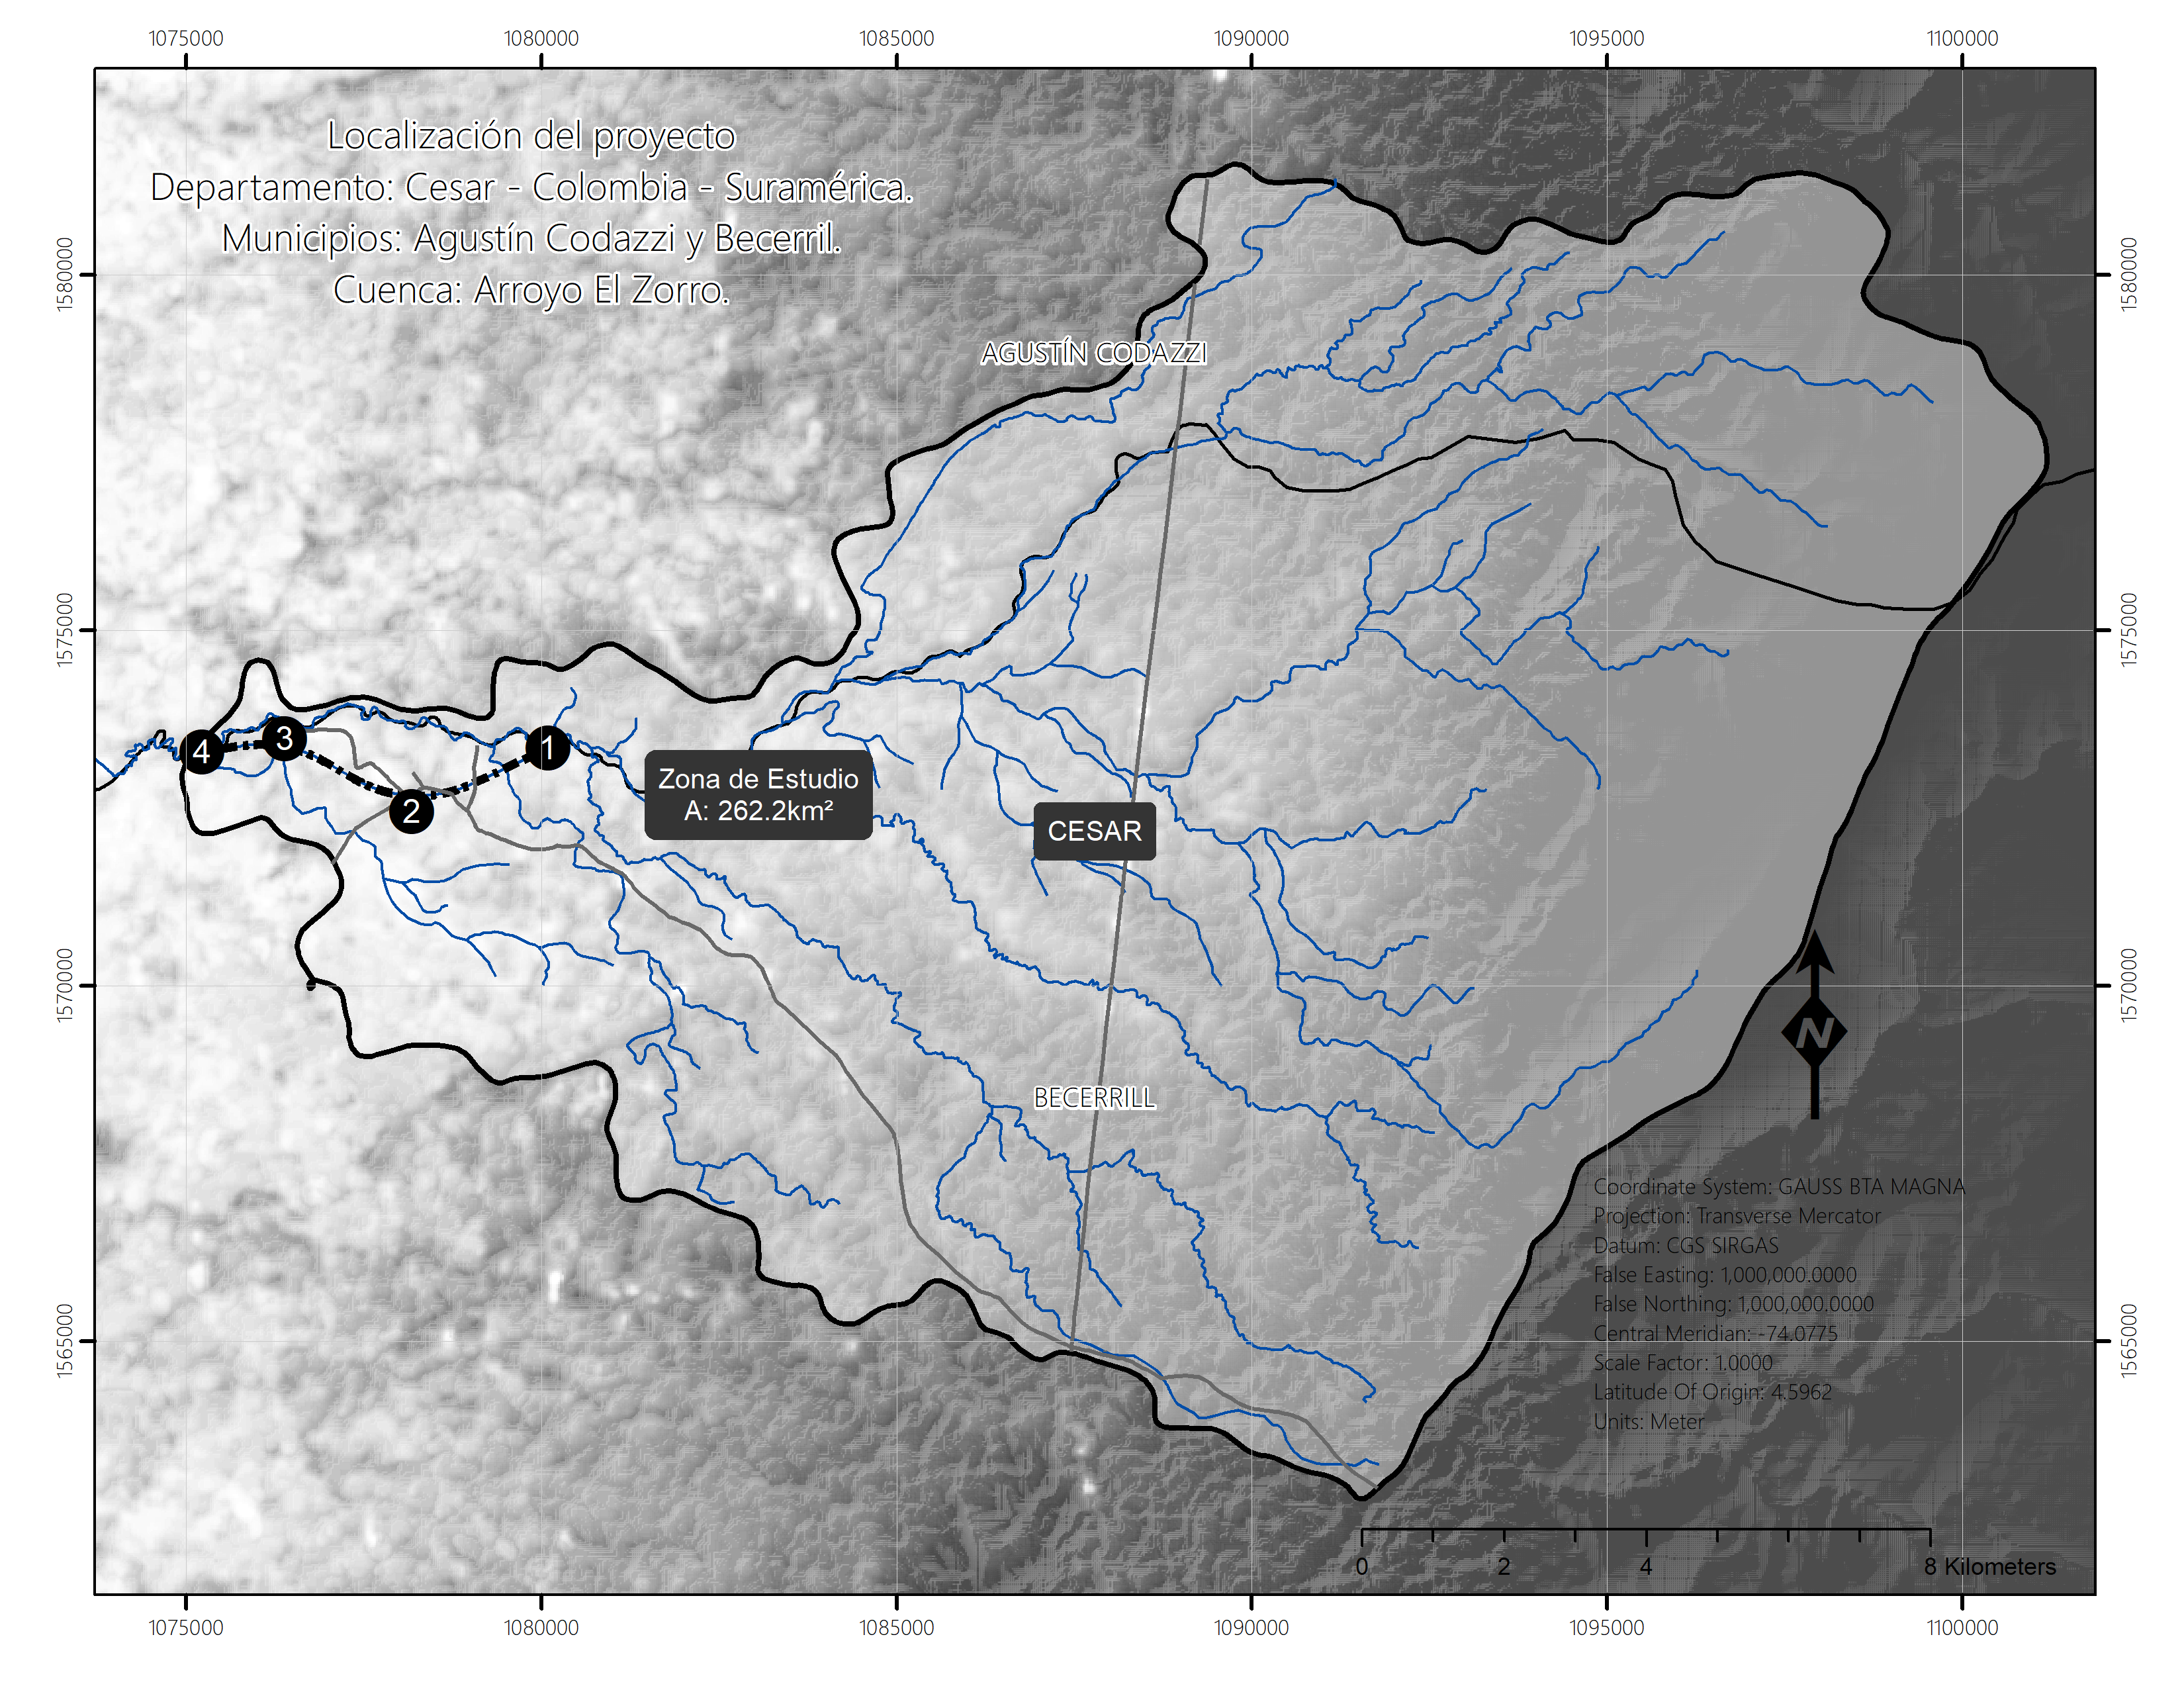 1075000 1080000 1085000 1090000 1095000 1100000
Localización del proyecto
Departamento: Cesar - Colombia - Suramérica.
Municipios: Agustín Codazzi y Becerril.
Cuenca: Arroyo El Zorro.
1580000 1580000
AGUSTÍN CODAZZI
1575000 1575000
4 3 2 1
Zona de Estudio
A: 262.2km²
CESAR
1570000 1570000
N
BECERRILL
Coordinate System: GAUSS BTA MAGNA
Projection: Transverse Mercator
Datum: CGS SIRGAS
False Easting: 1,000,000.0000
False Northing: 1,000,000.0000
Central Meridian: -74.0775
Scale Factor: 1.0000
Latitude Of Origin: 4.5962
Units: Meter
1565000 1565000
0 2 4 8 Kilometers
1075000 1080000 1085000 1090000 1095000 1100000